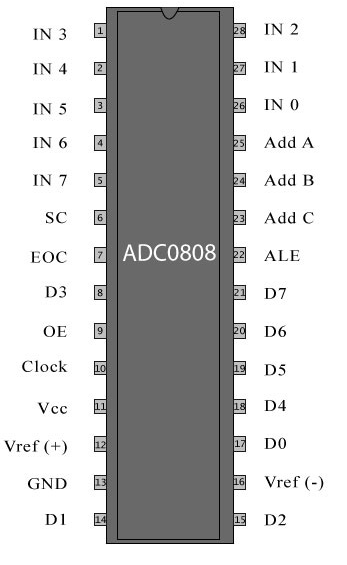 IN 3 1 28 IN 2
IN 4 2 27 IN 1
IN 5 3 26 IN 0
IN 6 4 25 Add A
IN 7 5 24 Add B
SC 6 23 Add C
EOC 7 ADC0808 22 ALE
D3 8 21 D7
OE 9 20 D6
Clock 10 19 D5
Vcc 11 18 D4
Vref (+) 12 17 D0
GND 13 16 Vref (-)
D1 14 15 D2